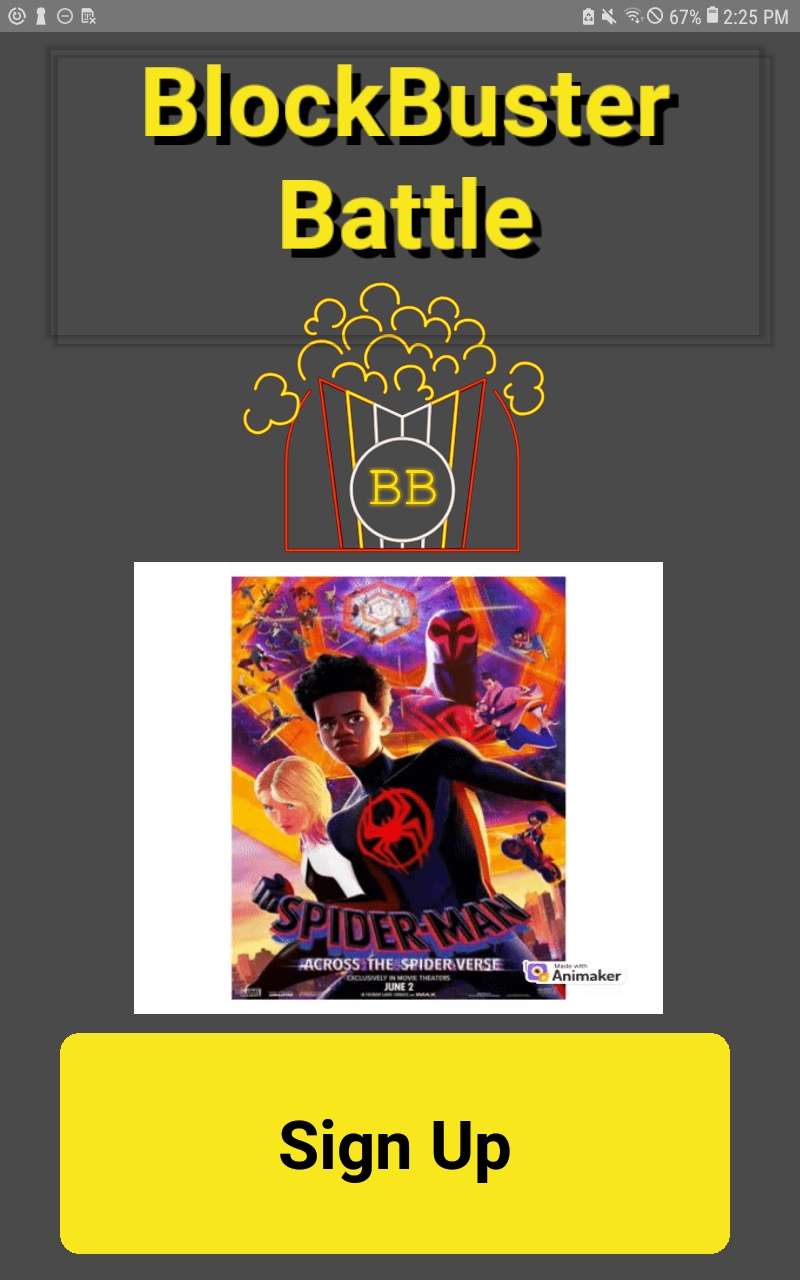 67% 2:25 PM
BlockBuster
Battle
BB
SPIDER-MAN
ACROSS THE SPIDER-VERSE
EXCLUSIVELY IN MOVIE THEATERS
JUNE 2
Made with
Animaker
Sign Up